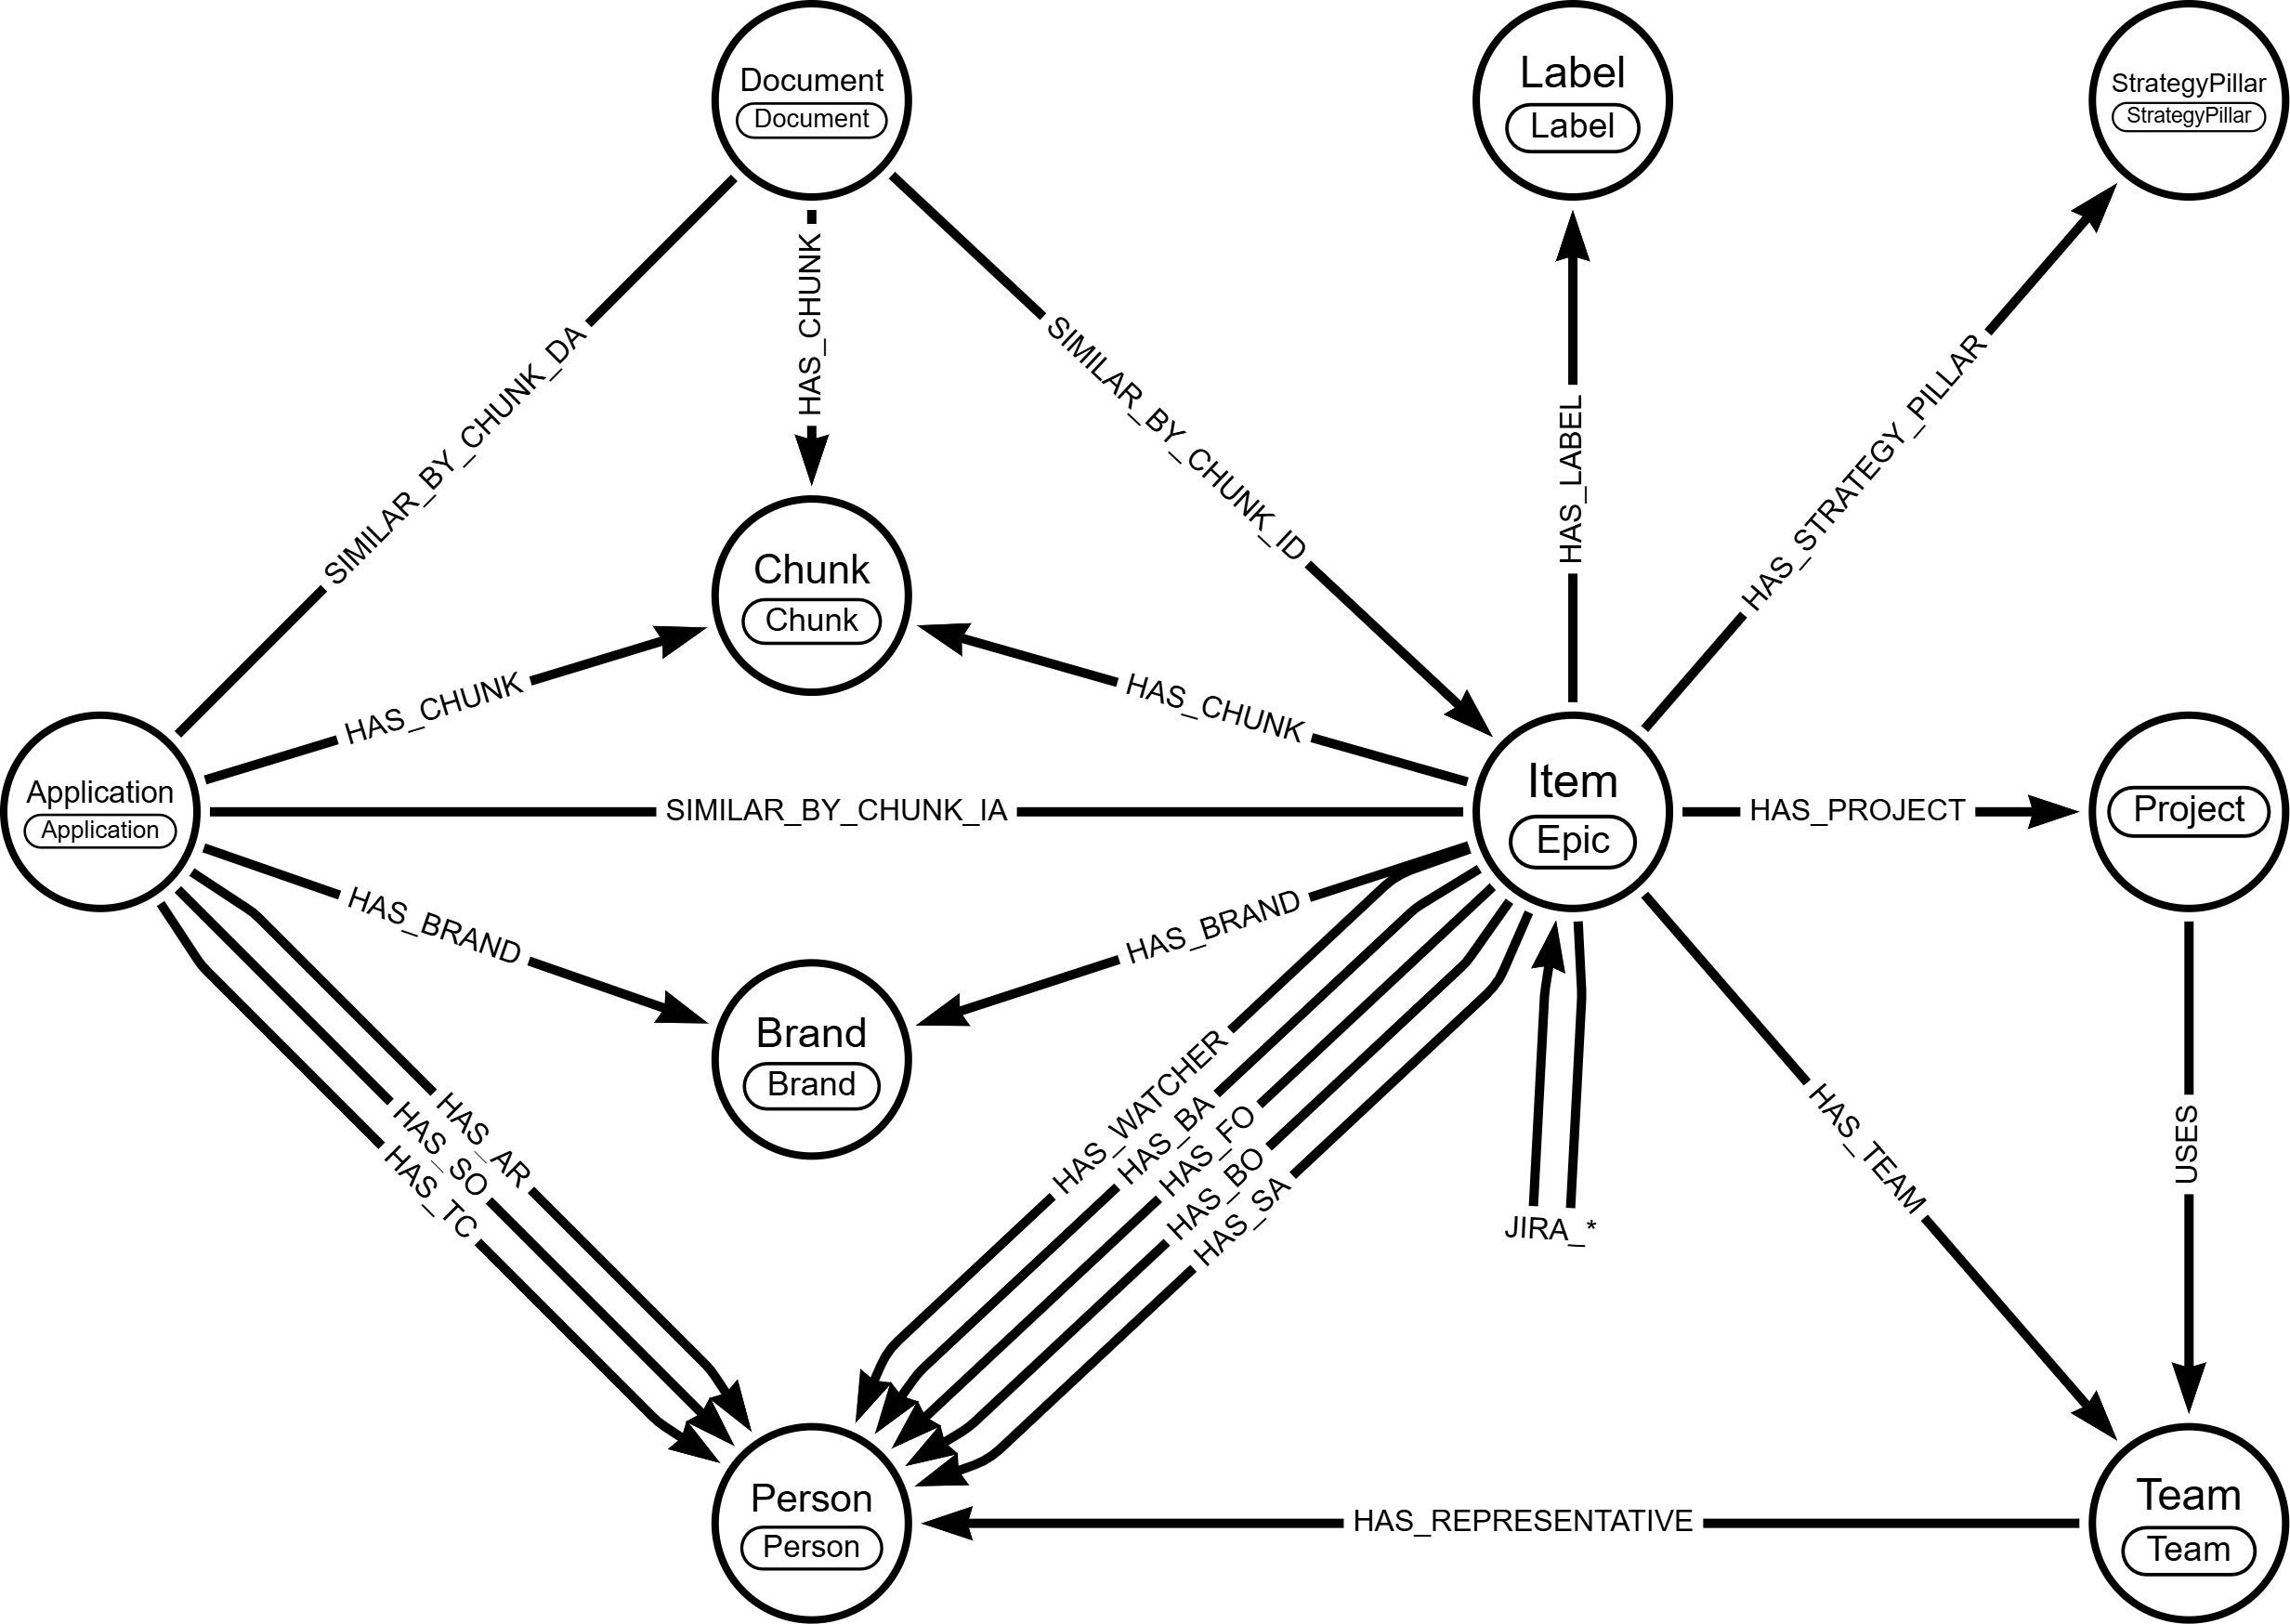 Document
Document
Label
Label
StrategyPillar
StrategyPillar
HAS_CHUNK
SIMILAR_BY_CHUNK_DA
SIMILAR_BY_CHUNK_ID
HAS_LABEL
HAS_STRATEGY_PILLAR
Chunk
Chunk
HAS_CHUNK
HAS_CHUNK
Application
Application
SIMILAR_BY_CHUNK_IA
Item
Epic
HAS_PROJECT
Project
HAS_BRAND
HAS_BRAND
Brand
Brand
HAS_AR
HAS_SO
HAS_TC
HAS_WATCHER
HAS_BA
HAS_FO
HAS_BO
HAS_SA
JIRA_*
HAS_TEAM
USES
Person
Person
HAS_REPRESENTATIVE
Team
Team